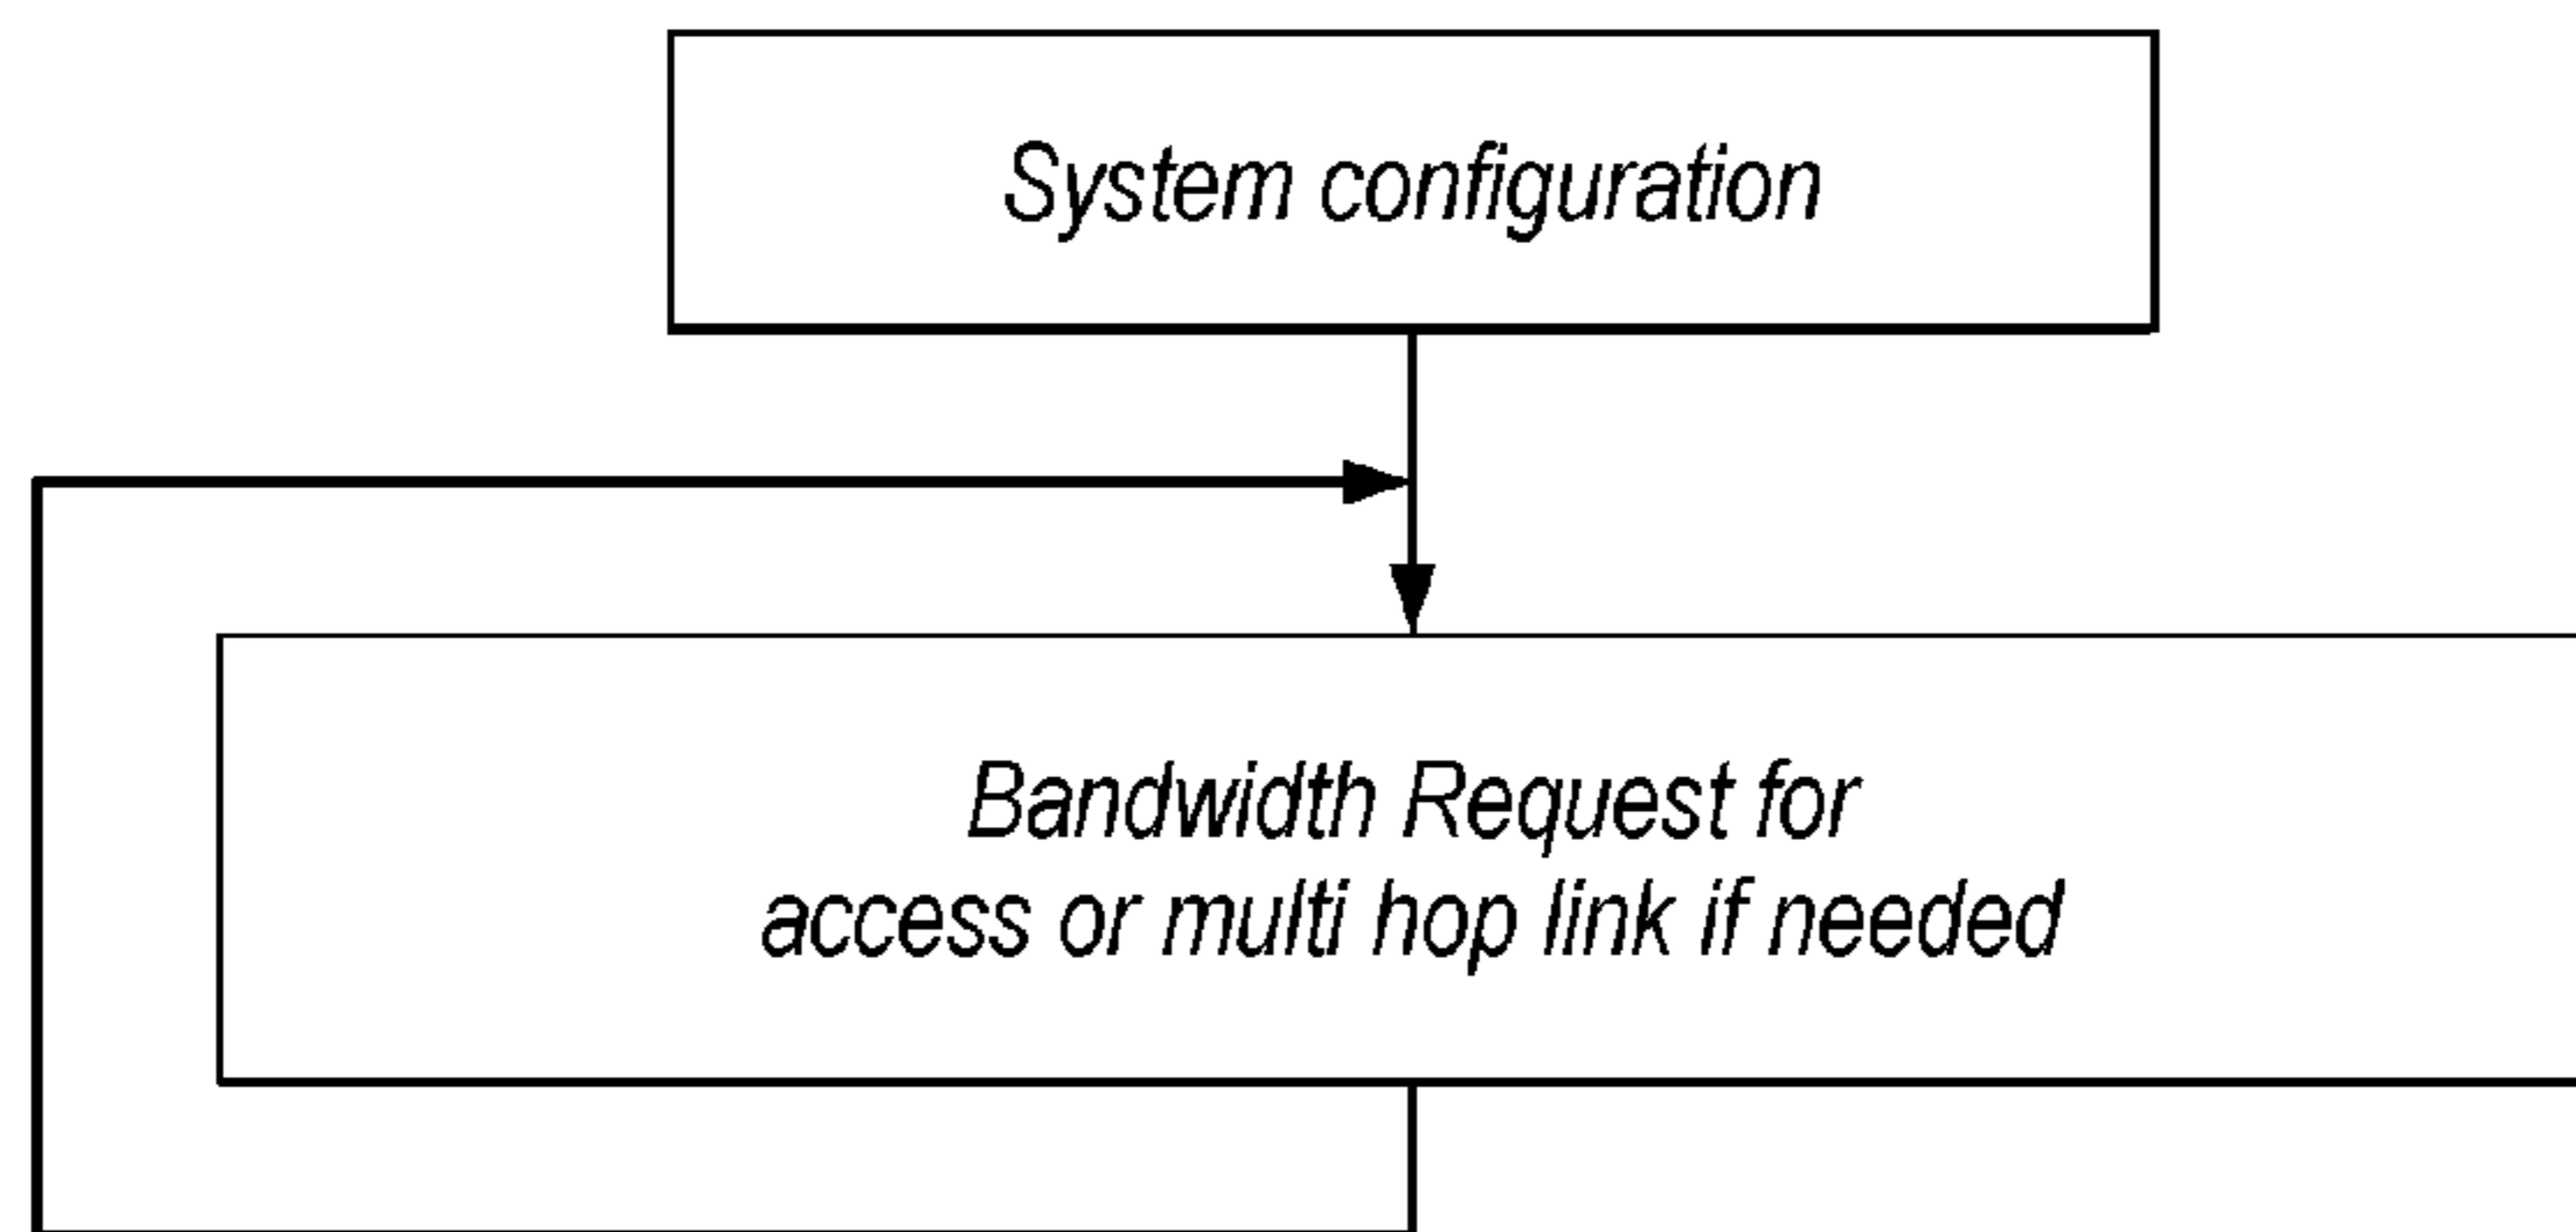 System configuration
Bandwidth Request for
access or multi hop link if needed